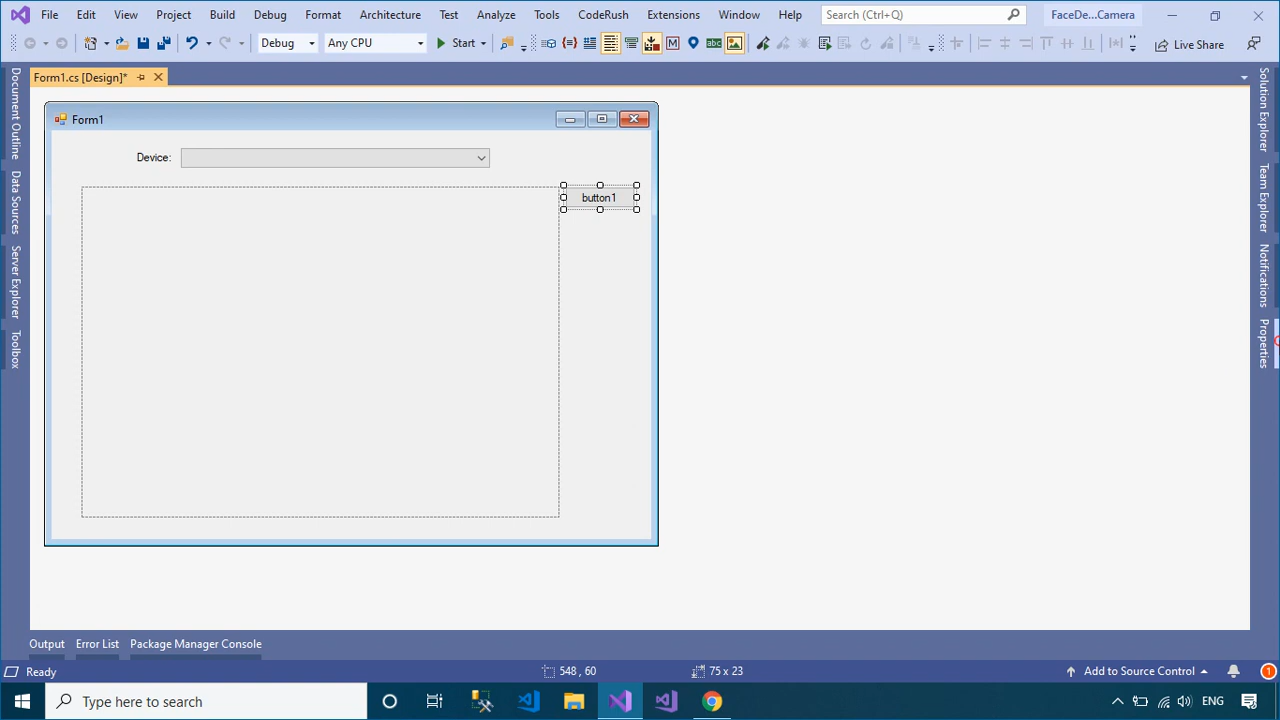 File Edit View Project Build Debug Format Architecture Test Analyze Tools CodeRush Extensions Window Help Search (Ctrl+Q) FaceDe...Camera
Debug Any CPU Start Live Share
Form1.cs [Design]*
Form1
Device:
button1
Document Outline
Data Sources
Server Explorer
Toolbox
Solution Explorer
Team Explorer
Notifications
Properties
Output Error List Package Manager Console
Ready 548 , 60 75 x 23 Add to Source Control 1
Type here to search ENG